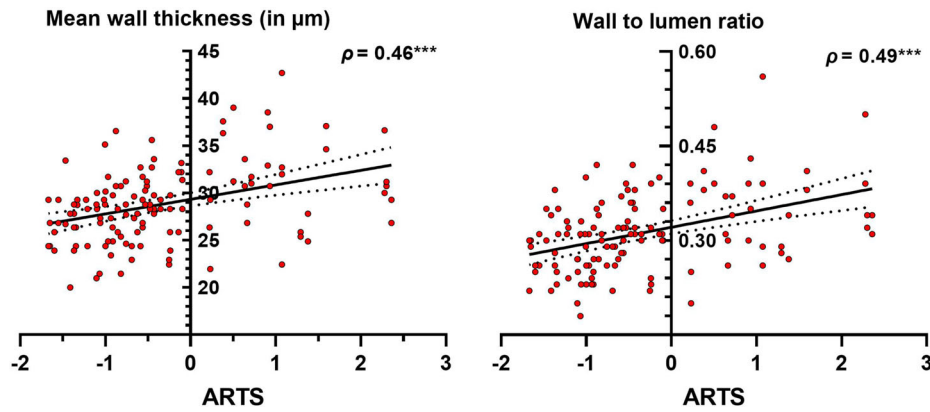 Mean wall thickness (in µm)
45
ρ = 0.46***
40
35
30
25
20
-2 -1 0 1 2 3
ARTS
Wall to lumen ratio
0.60
ρ = 0.49***
0.45
0.30
-2 -1 0 1 2 3
ARTS